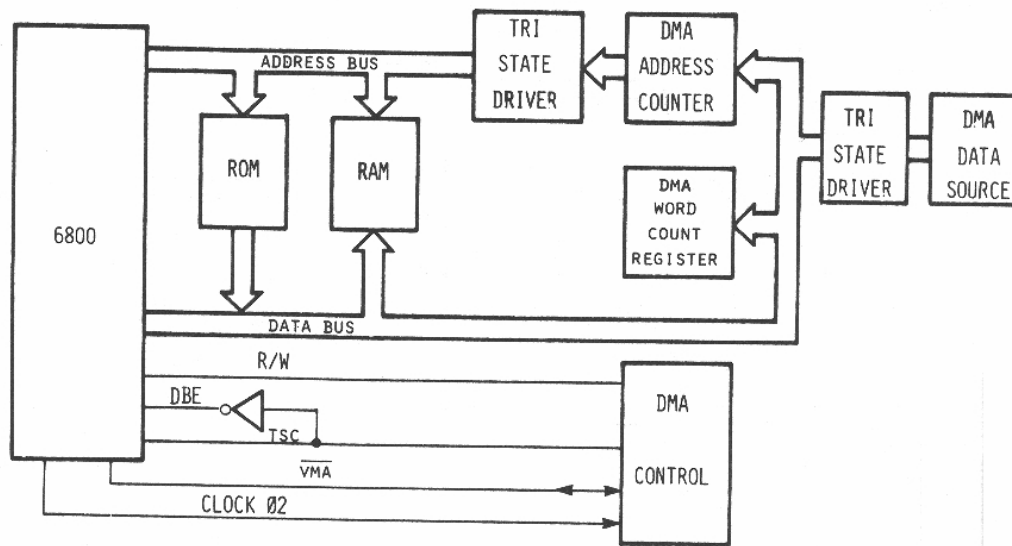 6800
ADDRESS BUS
ROM
RAM
TRI
STATE
DRIVER
DMA
ADDRESS
COUNTER
DMA
WORD
COUNT
REGISTER
TRI
STATE
DRIVER
DMA
DATA
SOURCE
DATA BUS
R/W
DBE
TSC
VMA
CLOCK Ø2
DMA
CONTROL